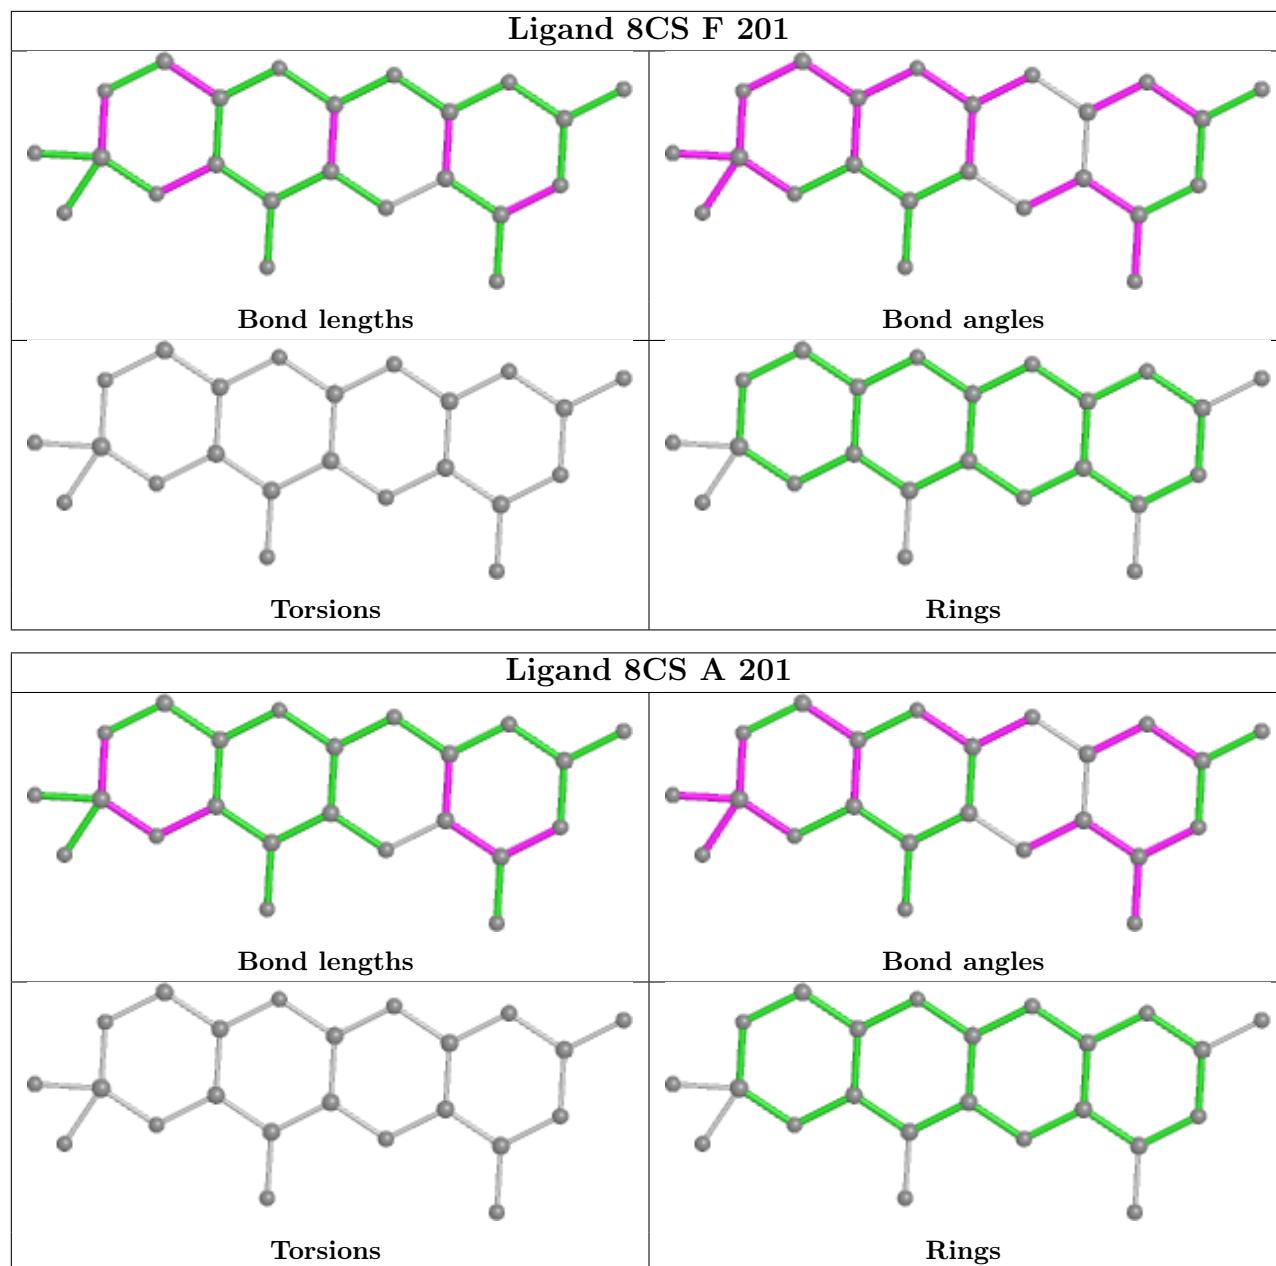 Ligand 8CS F 201
Bond lengths
Bond angles
Torsions
Rings
Ligand 8CS A 201
Bond lengths
Bond angles
Torsions
Rings